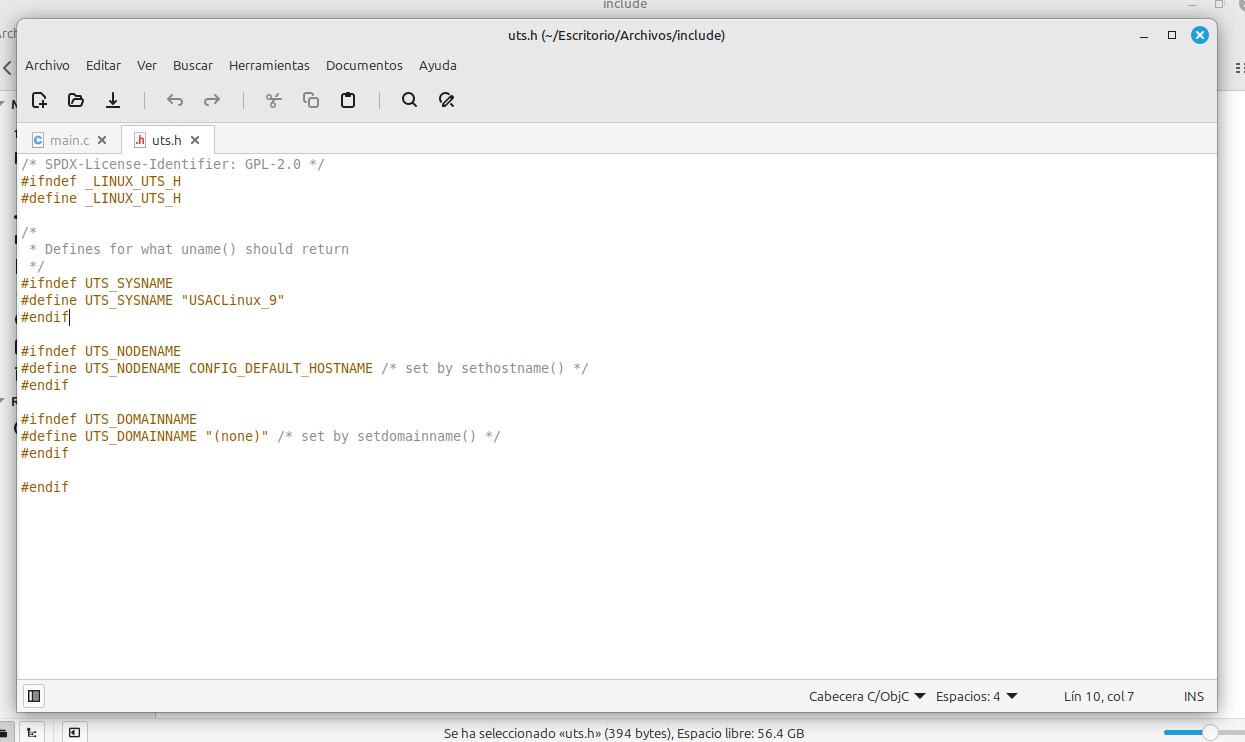 include
uts.h (~/Escritorio/Archivos/include)
Archivo Editar Ver Buscar Herramientas Documentos Ayuda
main.c
uts.h
/* SPDX-License-Identifier: GPL-2.0 */
#ifndef _LINUX_UTS_H
#define _LINUX_UTS_H
/*
 * Defines for what uname() should return
 */
#ifndef UTS_SYSNAME
#define UTS_SYSNAME "USACLinux_9"
#endif
#ifndef UTS_NODENAME
#define UTS_NODENAME CONFIG_DEFAULT_HOSTNAME /* set by sethostname() */
#endif
#ifndef UTS_DOMAINNAME
#define UTS_DOMAINNAME "(none)" /* set by setdomainname() */
#endif
#endif
Cabecera C/ObjC Espacios: 4 Lín 10, col 7 INS
Se ha seleccionado «uts.h» (394 bytes), Espacio libre: 56.4 GB